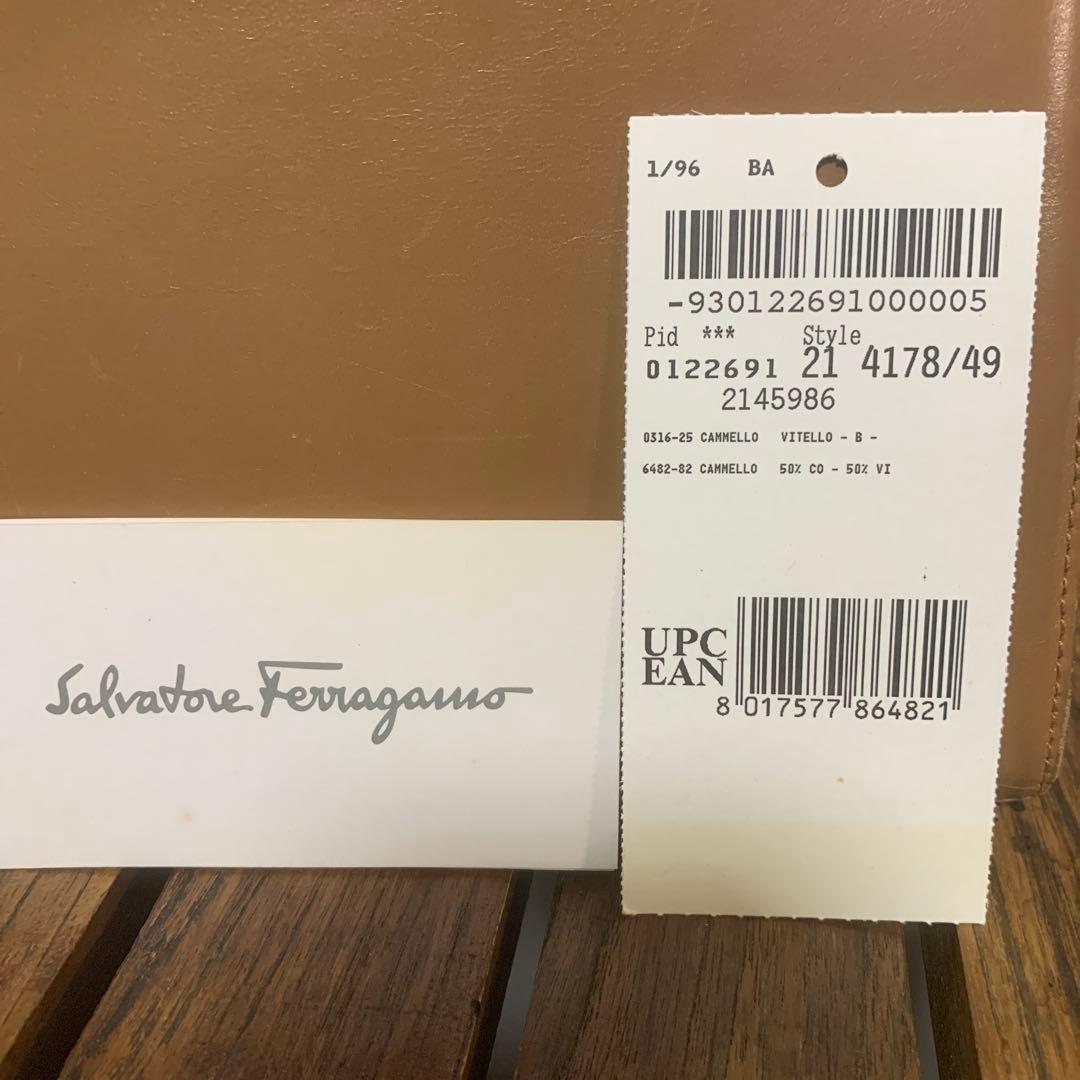 1/96 BA
-930122691000005
Pid *** Style
0122691 21 4178/49
2145986
0316-25 CAMMELLO VITELLO - B -
6482-82 CAMMELLO 50% CO - 50% VI
UPC
EAN
8 017577 864821
Salvatore Ferragamo